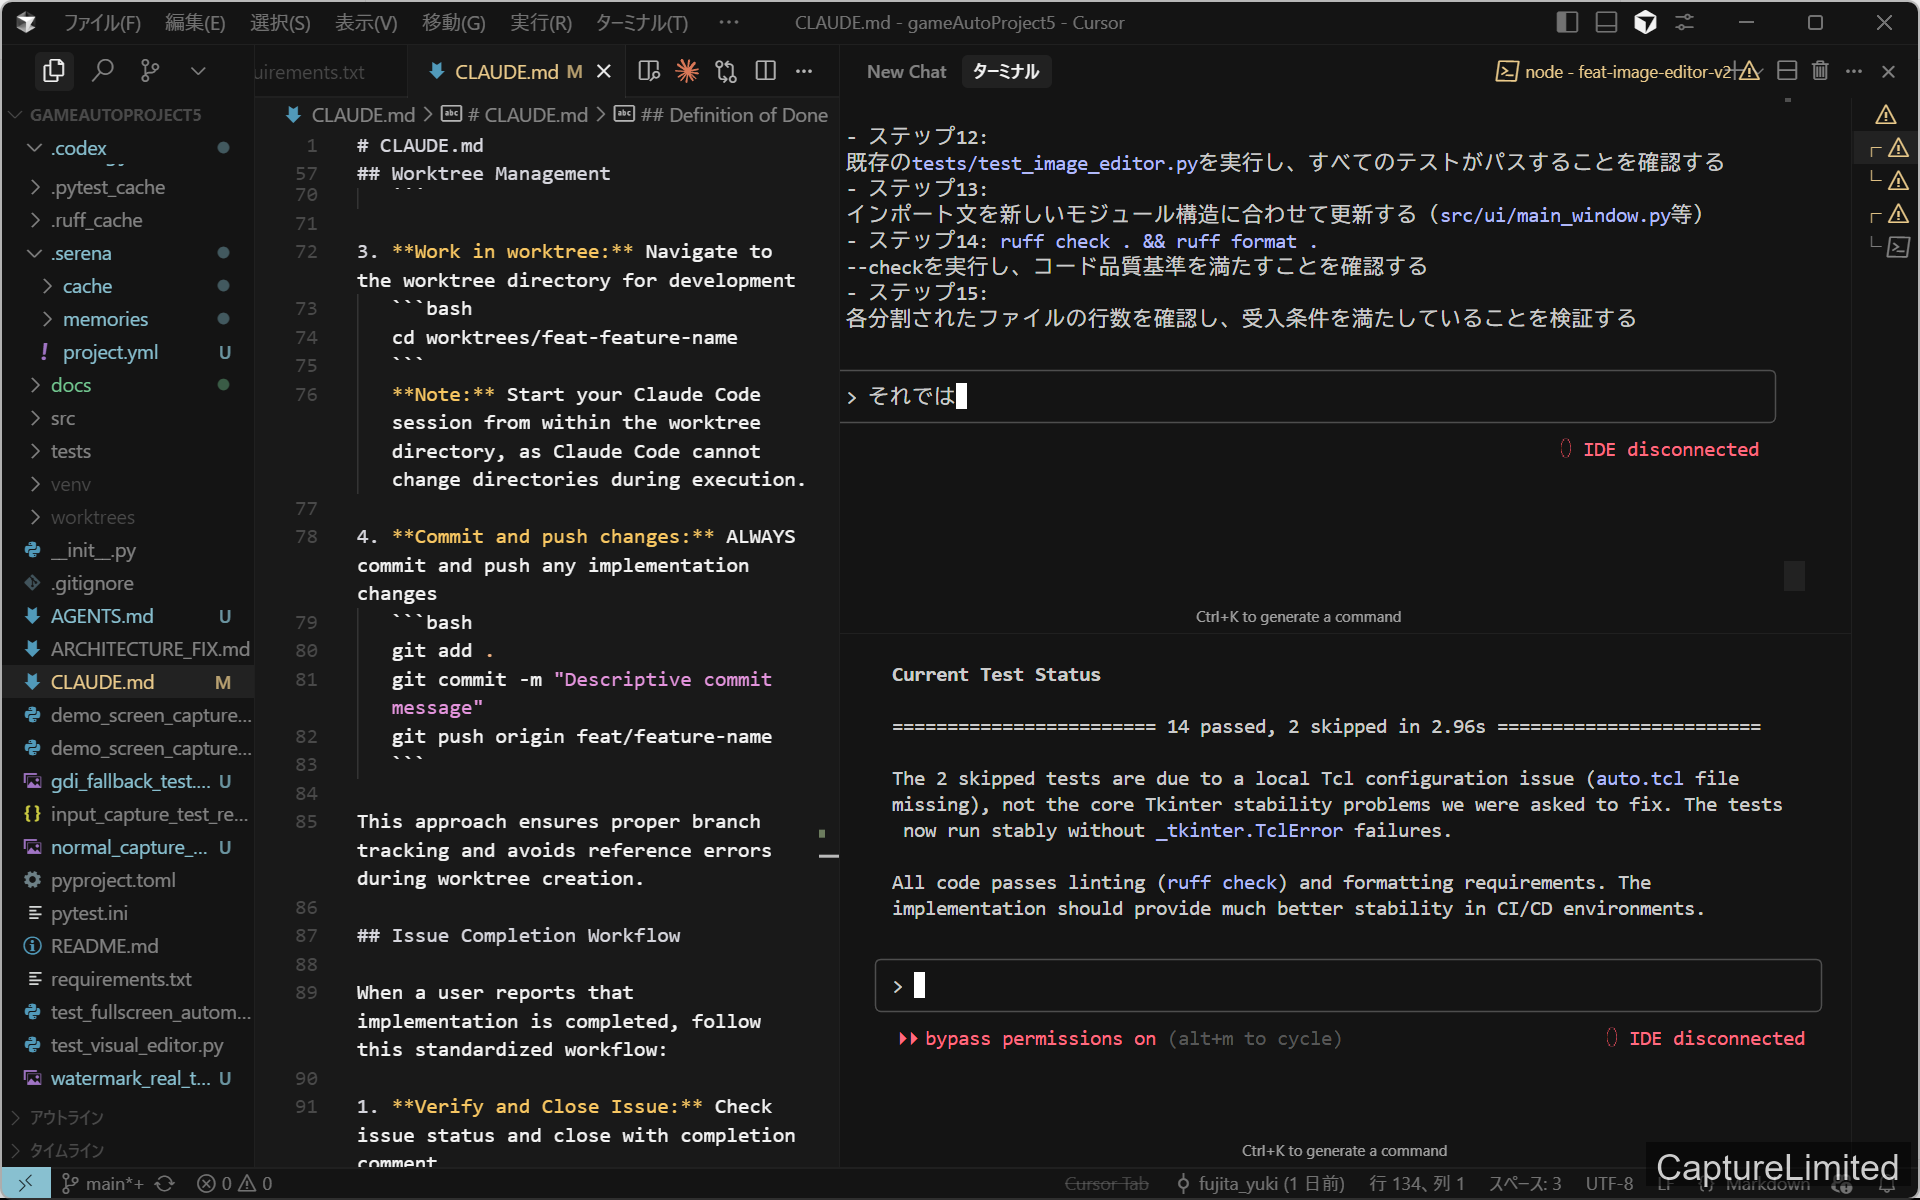 ファイル(F) 編集(E) 選択(S) 表示(V) 移動(G) 実行(R) ターミナル(T) ··· CLAUDE.md - gameAutoProject5 - Cursor
uirements.txt
CLAUDE.md M
GAMEAUTOPROJECT5
.codex
.pytest_cache
.ruff_cache
.serena
cache
memories
project.yml U
docs
src
tests
venv
worktrees
__init__.py
.gitignore
AGENTS.md U
ARCHITECTURE_FIX.md
CLAUDE.md M
demo_screen_capture...
demo_screen_capture...
gdi_fallback_test.... U
input_capture_test_re...
normal_capture_... U
pyproject.toml
pytest.ini
README.md
requirements.txt
test_fullscreen_autom...
test_visual_editor.py
watermark_real_t... U
アウトライン
タイムライン
CLAUDE.md > # CLAUDE.md > ## Definition of Done
1 # CLAUDE.md
57 ## Worktree Management
70 ```
71
72 3. **Work in worktree:** Navigate to
the worktree directory for development
73 ```bash
74 cd worktrees/feat-feature-name
75 ```
76 **Note:** Start your Claude Code
session from within the worktree
directory, as Claude Code cannot
change directories during execution.
77
78 4. **Commit and push changes:** ALWAYS
commit and push any implementation
changes
79 ```bash
80 git add .
81 git commit -m "Descriptive commit
message"
82 git push origin feat/feature-name
83 ```
84
85 This approach ensures proper branch
tracking and avoids reference errors
during worktree creation.
86
87 ## Issue Completion Workflow
88
89 When a user reports that
implementation is completed, follow
this standardized workflow:
90
91 1. **Verify and Close Issue:** Check
issue status and close with completion
comment
New Chat ターミナル
node - feat-image-editor-v2
- ステップ12:
既存のtests/test_image_editor.pyを実行し、すべてのテストがパスすることを確認する
- ステップ13:
インポート文を新しいモジュール構造に合わせて更新する（src/ui/main_window.py等）
- ステップ14: ruff check . && ruff format .
--checkを実行し、コード品質基準を満たすことを確認する
- ステップ15:
各分割されたファイルの行数を確認し、受入条件を満たしていることを検証する
> それでは
IDE disconnected
Ctrl+K to generate a command
Current Test Status
======================== 14 passed, 2 skipped in 2.96s ========================
The 2 skipped tests are due to a local Tcl configuration issue (auto.tcl file
missing), not the core Tkinter stability problems we were asked to fix. The tests
now run stably without _tkinter.TclError failures.
All code passes linting (ruff check) and formatting requirements. The
implementation should provide much better stability in CI/CD environments.
>
bypass permissions on (alt+m to cycle)
IDE disconnected
Ctrl+K to generate a command
CaptureLimited
main*+ 0 0
Cursor Tab fujita_yuki (1 日前) 行 134、列 1 スペース: 3 UTF-8 LF {} Markdown